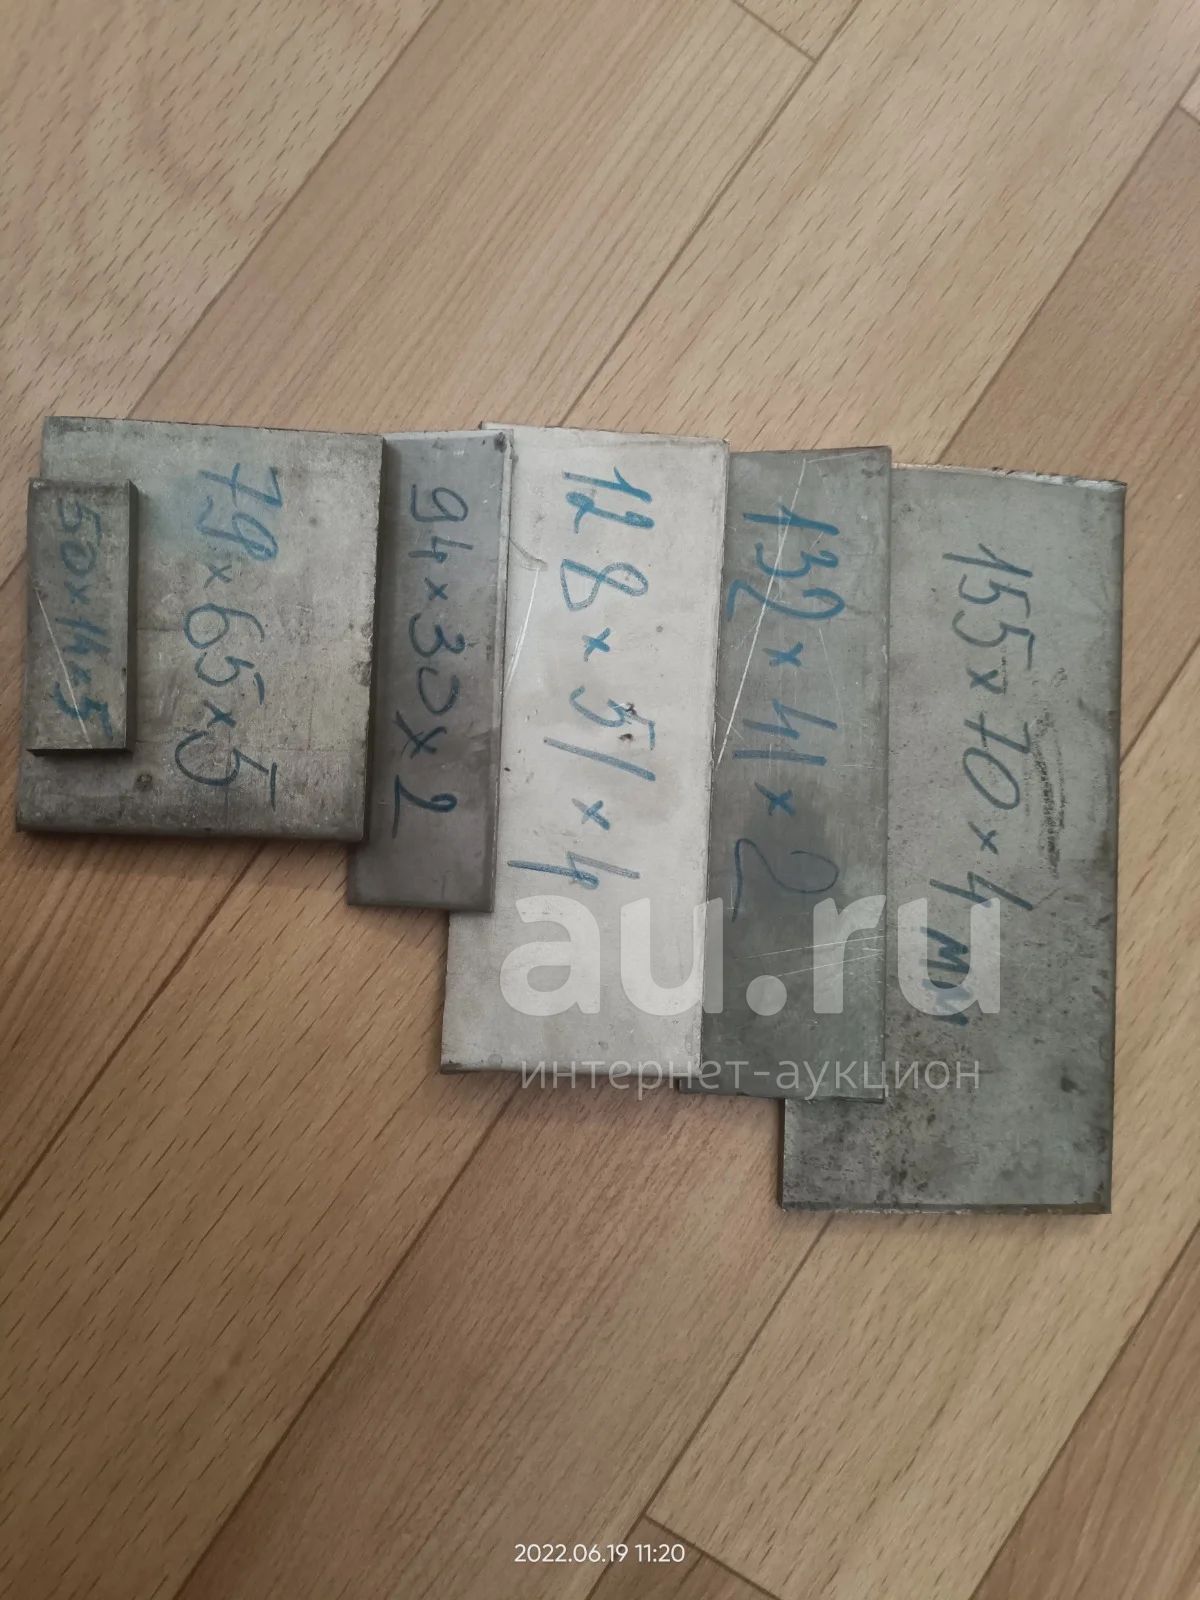 155 x 70 x 4 мм
132 x 41 x 2
128 x 51 x 4
94 x 30 x 2
79 x 65 x 5
50 x 14 x 5
au.ru
интернет-аукцион
2022.06.19 11:20